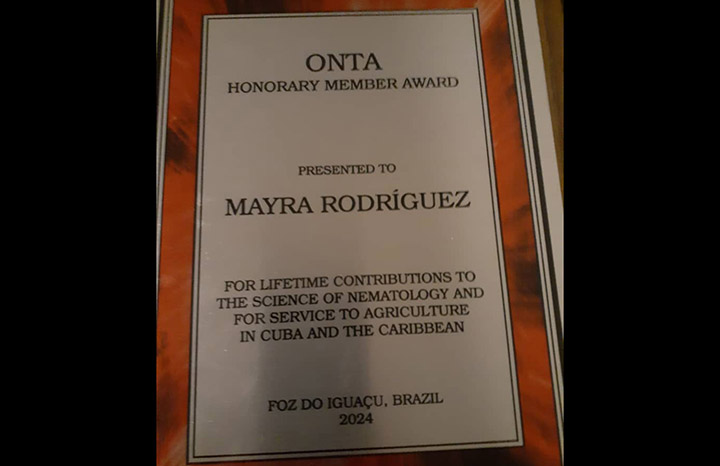 ONTA
HONORARY MEMBER AWARD
PRESENTED TO
MAYRA RODRÍGUEZ
FOR LIFETIME CONTRIBUTIONS TO
THE SCIENCE OF NEMATOLOGY AND
FOR SERVICE TO AGRICULTURE
IN CUBA AND THE CARIBBEAN
FOZ DO IGUAÇU, BRAZIL
2024